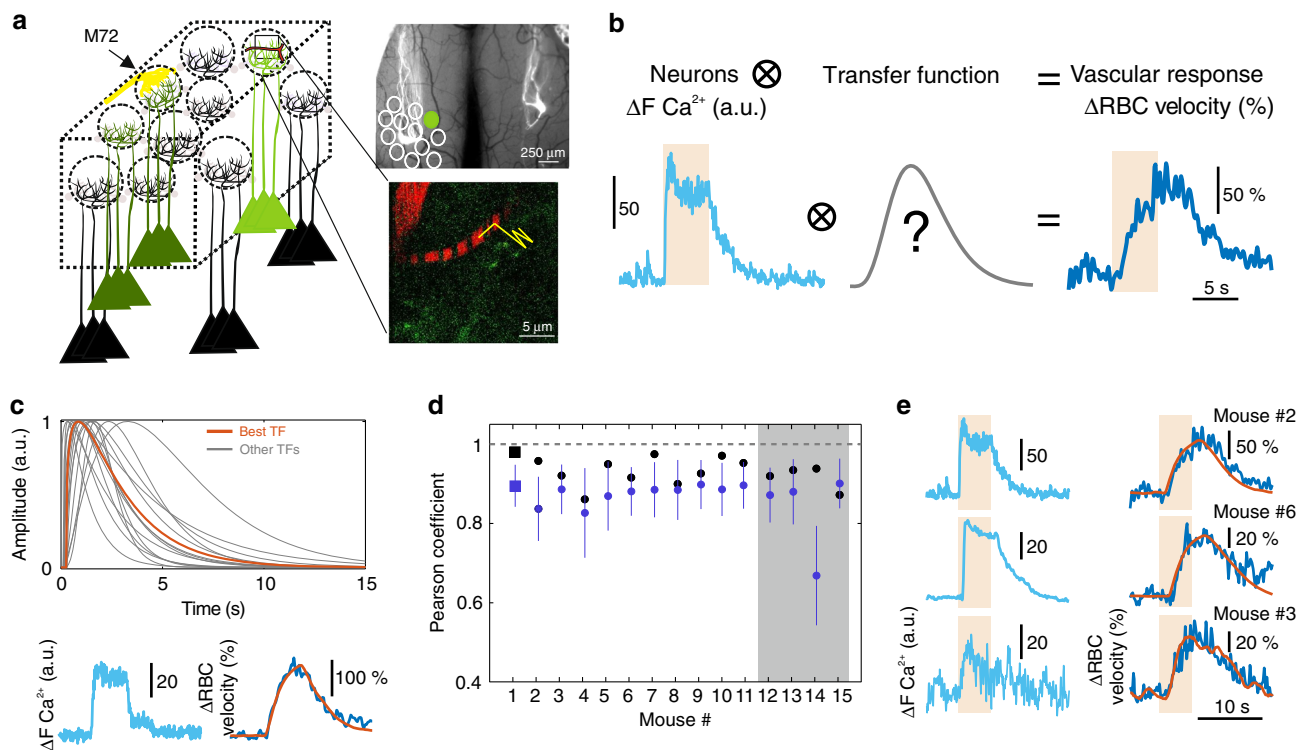 a
M72
250 µm
5 µm
b
Neurons ⊗ Transfer function = Vascular response
ΔF Ca²⁺ (a.u.)
ΔRBC velocity (%)
50
⊗
?
=
50 %
5 s
c
Amplitude (a.u.)
1
0
Best TF
Other TFs
0 5 10 15
Time (s)
ΔF Ca²⁺ (a.u.)
20
ΔRBC
velocity (%)
100 %
d
Pearson coefficient
1
0.8
0.6
0.4
1 2 3 4 5 6 7 8 9 10 11 12 13 14 15
Mouse #
e
50
Mouse #2
50 %
20
Mouse #6
20 %
ΔF Ca²⁺ (a.u.)
20
ΔRBC
velocity (%)
Mouse #3
20 %
10 s